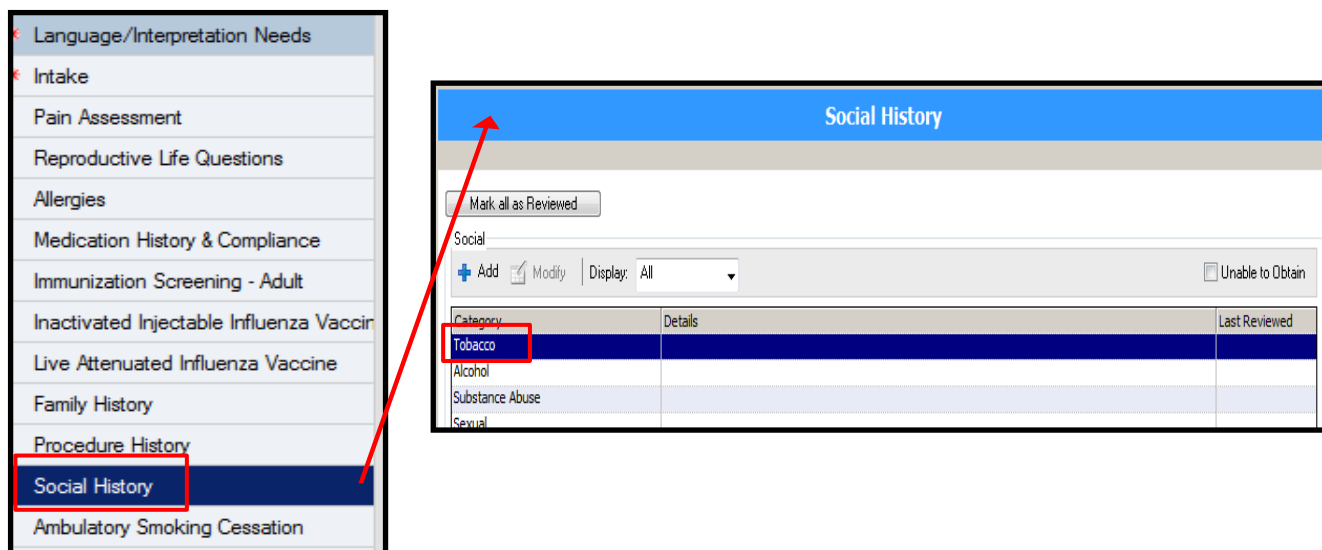 * Language/Interpretation Needs
* Intake
Pain Assessment
Reproductive Life Questions
Allergies
Medication History & Compliance
Immunization Screening - Adult
Inactivated Injectable Influenza Vaccin
Live Attenuated Influenza Vaccine
Family History
Procedure History
Social History
Ambulatory Smoking Cessation
Social History
Mark all as Reviewed
Social
Add Modify Display: All Unable to Obtain
Category Details Last Reviewed
Tobacco
Alcohol
Substance Abuse
Sexual